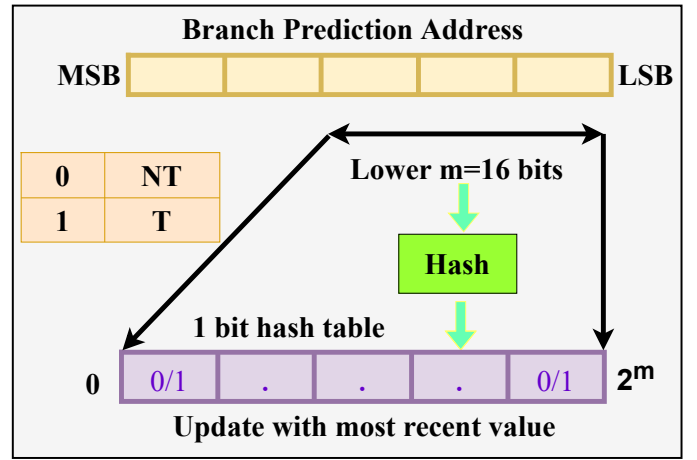 Branch Prediction Address
MSB LSB
0 NT
1 T
Lower m=16 bits
Hash
1 bit hash table
0 0/1 . . . 0/1 2^m
Update with most recent value